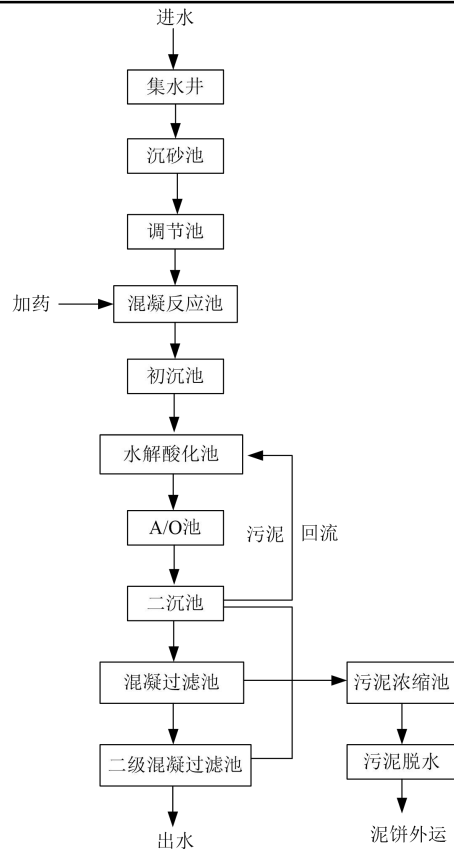 进水
集水井
沉砂池
调节池
加药
混凝反应池
初沉池
水解酸化池
A/O池
污泥 回流
二沉池
混凝过滤池
污泥浓缩池
二级混凝过滤池
污泥脱水
出水
泥饼外运